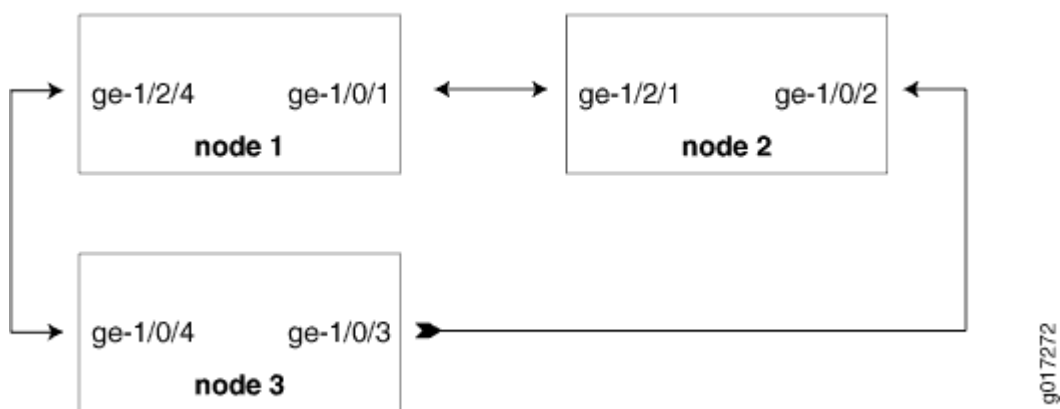 ge-1/2/4 ge-1/0/1
node 1
ge-1/2/1 ge-1/0/2
node 2
ge-1/0/4 ge-1/0/3
node 3
g017272